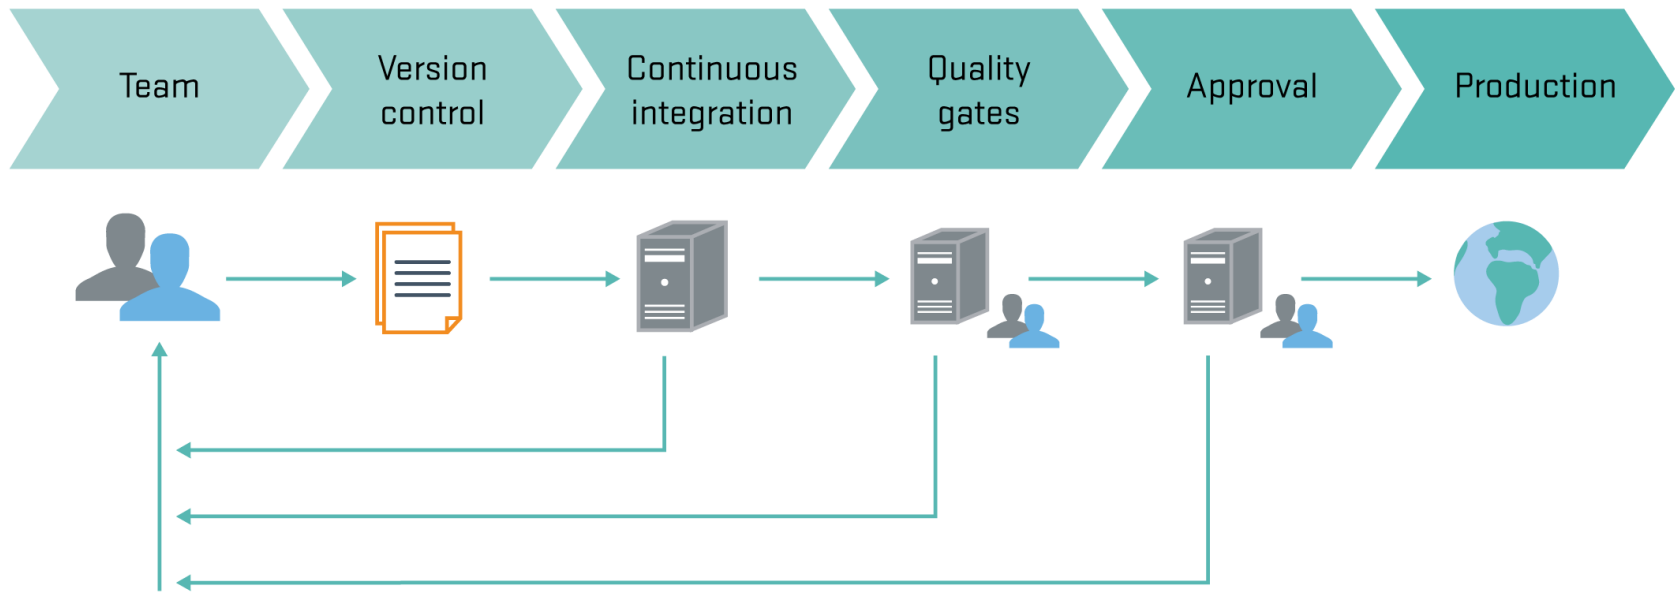 Team
Version
control
Continuous
integration
Quality
gates
Approval
Production